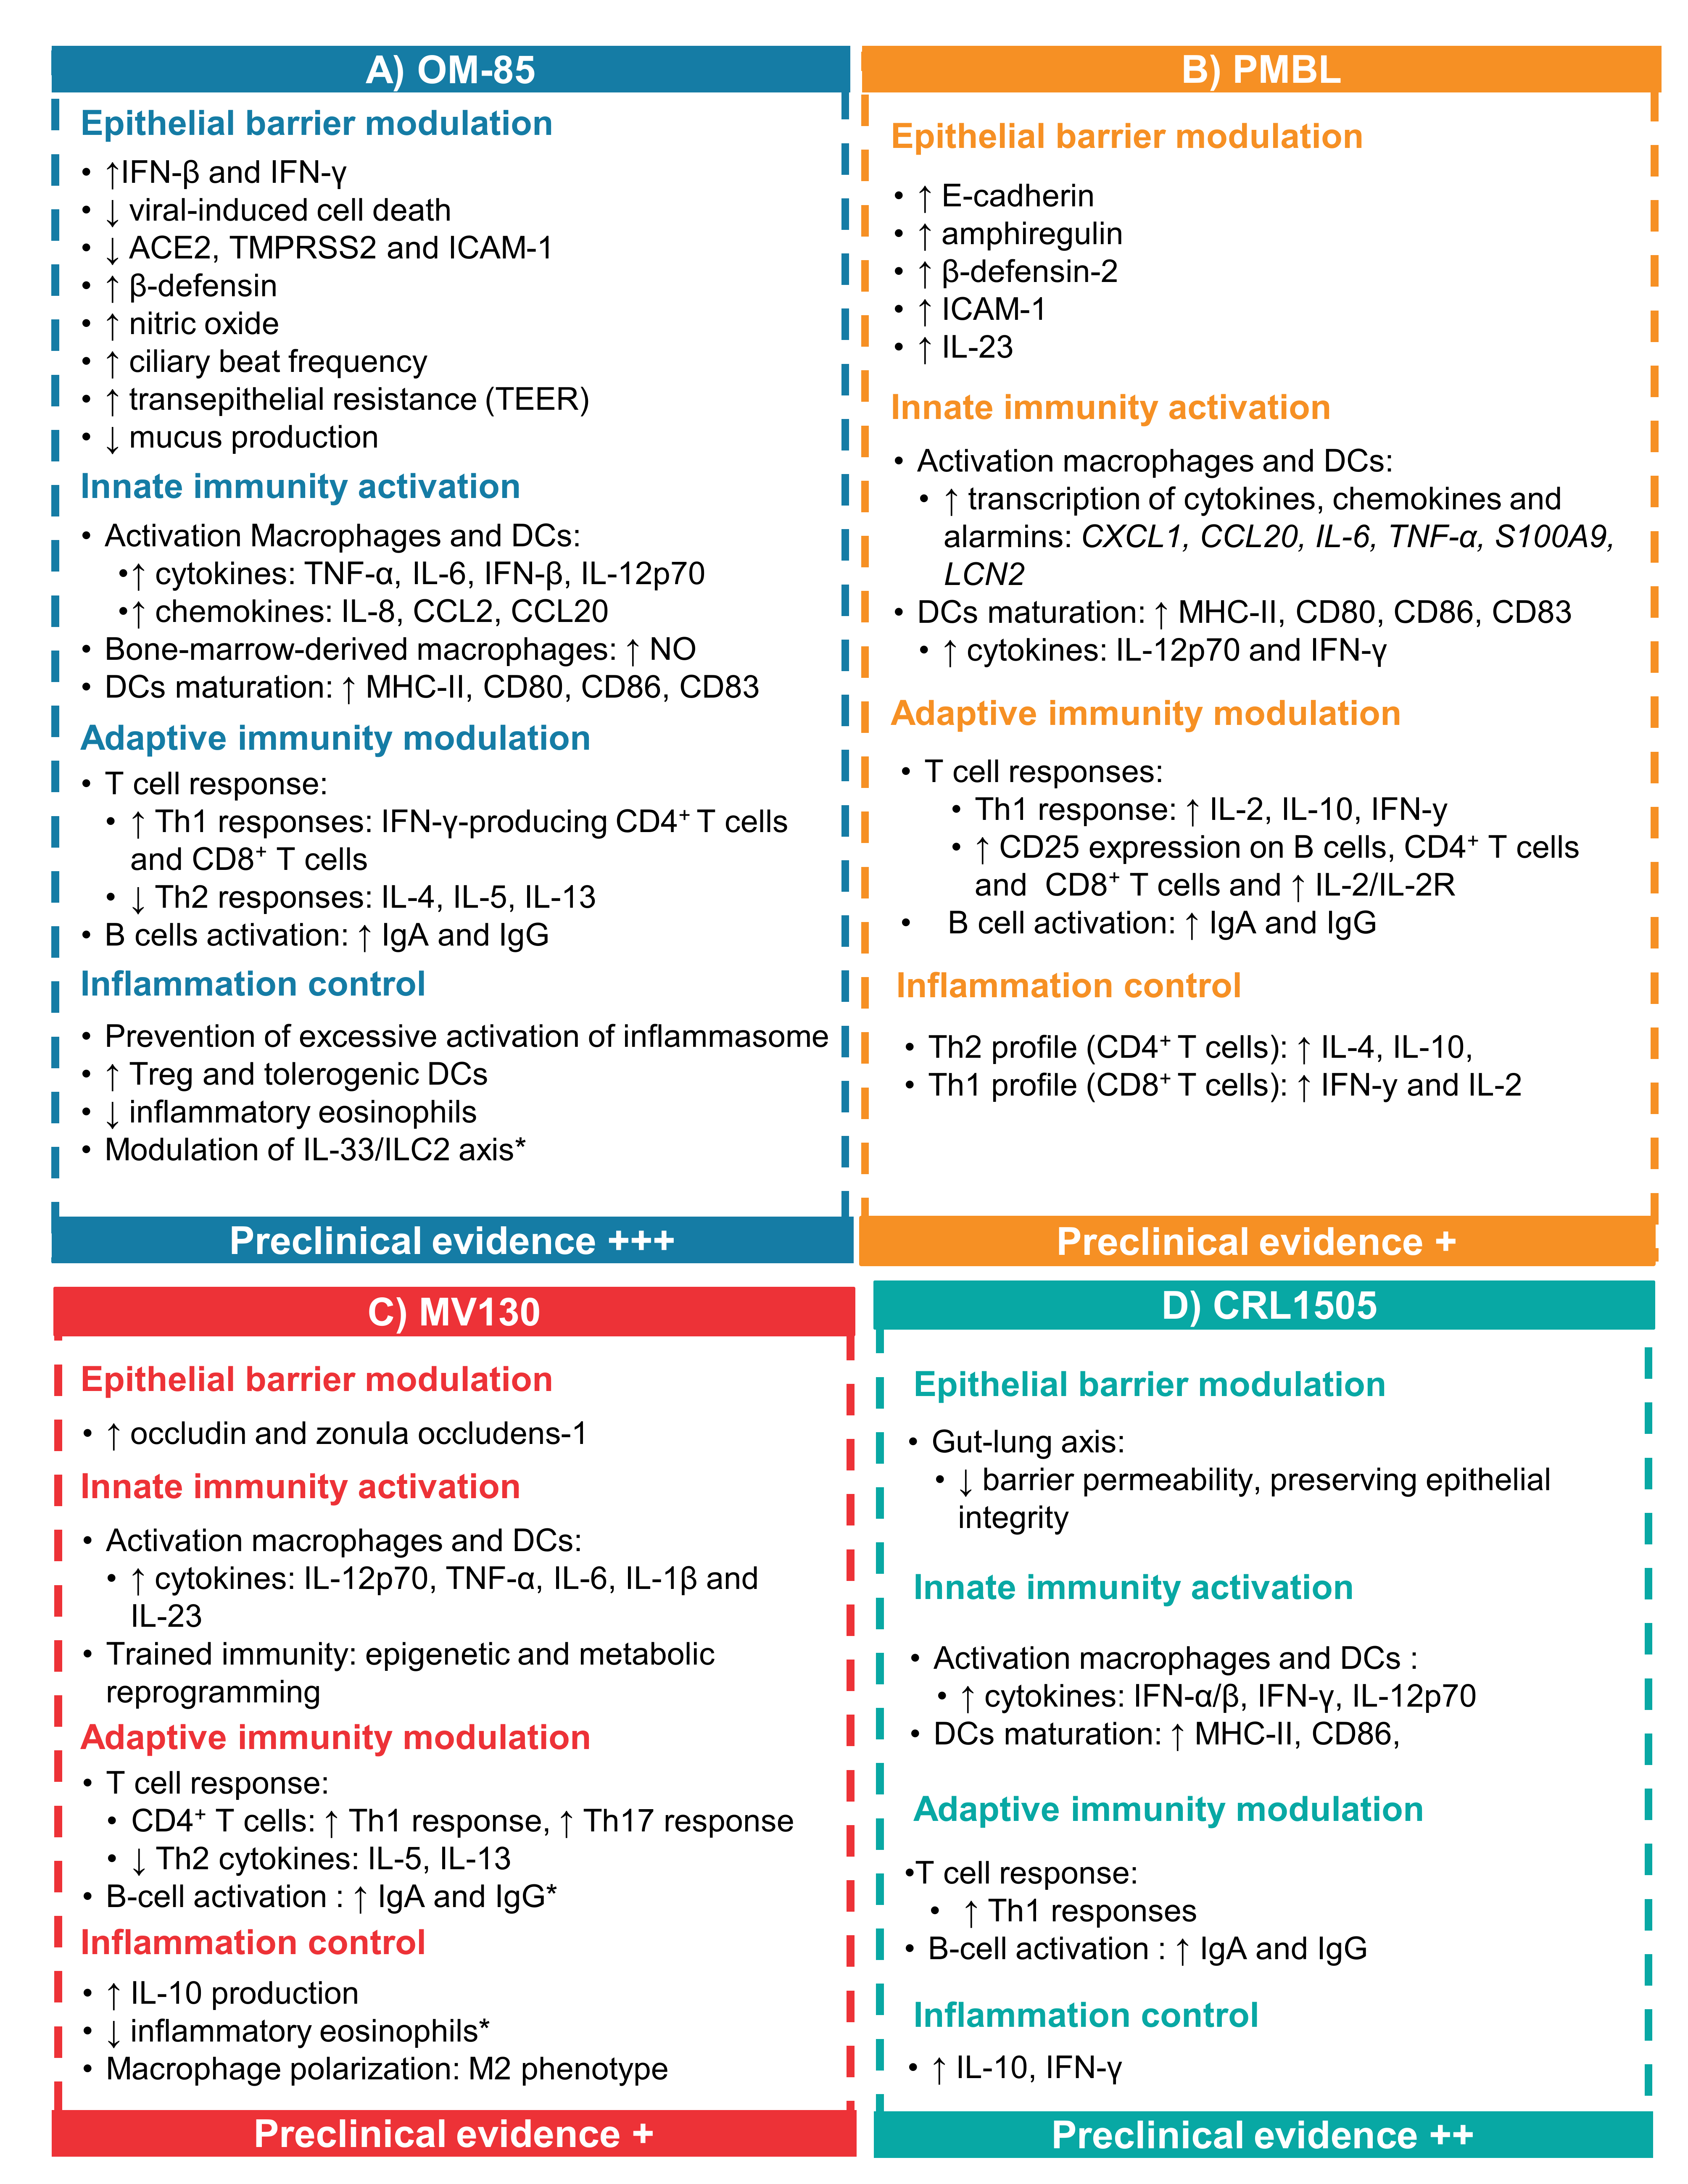 A) OM-85
Epithelial barrier modulation
• ↑IFN-β and IFN-γ
• ↓ viral-induced cell death
• ↓ ACE2, TMPRSS2 and ICAM-1
• ↑ β-defensin
• ↑ nitric oxide
• ↑ ciliary beat frequency
• ↑ transepithelial resistance (TEER)
• ↓ mucus production
Innate immunity activation
• Activation Macrophages and DCs:
•↑ cytokines: TNF-α, IL-6, IFN-β, IL-12p70
•↑ chemokines: IL-8, CCL2, CCL20
• Bone-marrow-derived macrophages: ↑ NO
• DCs maturation: ↑ MHC-II, CD80, CD86, CD83
Adaptive immunity modulation
• T cell response:
• ↑ Th1 responses: IFN-γ-producing CD4⁺ T cells
and CD8⁺ T cells
• ↓ Th2 responses: IL-4, IL-5, IL-13
• B cells activation: ↑ IgA and IgG
Inflammation control
• Prevention of excessive activation of inflammasome
• ↑ Treg and tolerogenic DCs
• ↓ inflammatory eosinophils
• Modulation of IL-33/ILC2 axis*
Preclinical evidence +++
B) PMBL
Epithelial barrier modulation
• ↑ E-cadherin
• ↑ amphiregulin
• ↑ β-defensin-2
• ↑ ICAM-1
• ↑ IL-23
Innate immunity activation
• Activation macrophages and DCs:
• ↑ transcription of cytokines, chemokines and
alarmins: CXCL1, CCL20, IL-6, TNF-α, S100A9,
LCN2
• DCs maturation: ↑ MHC-II, CD80, CD86, CD83
• ↑ cytokines: IL-12p70 and IFN-γ
Adaptive immunity modulation
• T cell responses:
• Th1 response: ↑ IL-2, IL-10, IFN-y
• ↑ CD25 expression on B cells, CD4⁺ T cells
and CD8⁺ T cells and ↑ IL-2/IL-2R
• B cell activation: ↑ IgA and IgG
Inflammation control
• Th2 profile (CD4⁺ T cells): ↑ IL-4, IL-10,
• Th1 profile (CD8⁺ T cells): ↑ IFN-y and IL-2
Preclinical evidence +
C) MV130
Epithelial barrier modulation
• ↑ occludin and zonula occludens-1
Innate immunity activation
• Activation macrophages and DCs:
• ↑ cytokines: IL-12p70, TNF-α, IL-6, IL-1β and
IL-23
• Trained immunity: epigenetic and metabolic
reprogramming
Adaptive immunity modulation
• T cell response:
• CD4⁺ T cells: ↑ Th1 response, ↑ Th17 response
• ↓ Th2 cytokines: IL-5, IL-13
• B-cell activation : ↑ IgA and IgG*
Inflammation control
• ↑ IL-10 production
• ↓ inflammatory eosinophils*
• Macrophage polarization: M2 phenotype
Preclinical evidence +
D) CRL1505
Epithelial barrier modulation
• Gut-lung axis:
• ↓ barrier permeability, preserving epithelial
integrity
Innate immunity activation
• Activation macrophages and DCs :
• ↑ cytokines: IFN-α/β, IFN-γ, IL-12p70
• DCs maturation: ↑ MHC-II, CD86,
Adaptive immunity modulation
•T cell response:
• ↑ Th1 responses
• B-cell activation : ↑ IgA and IgG
Inflammation control
• ↑ IL-10, IFN-γ
Preclinical evidence ++